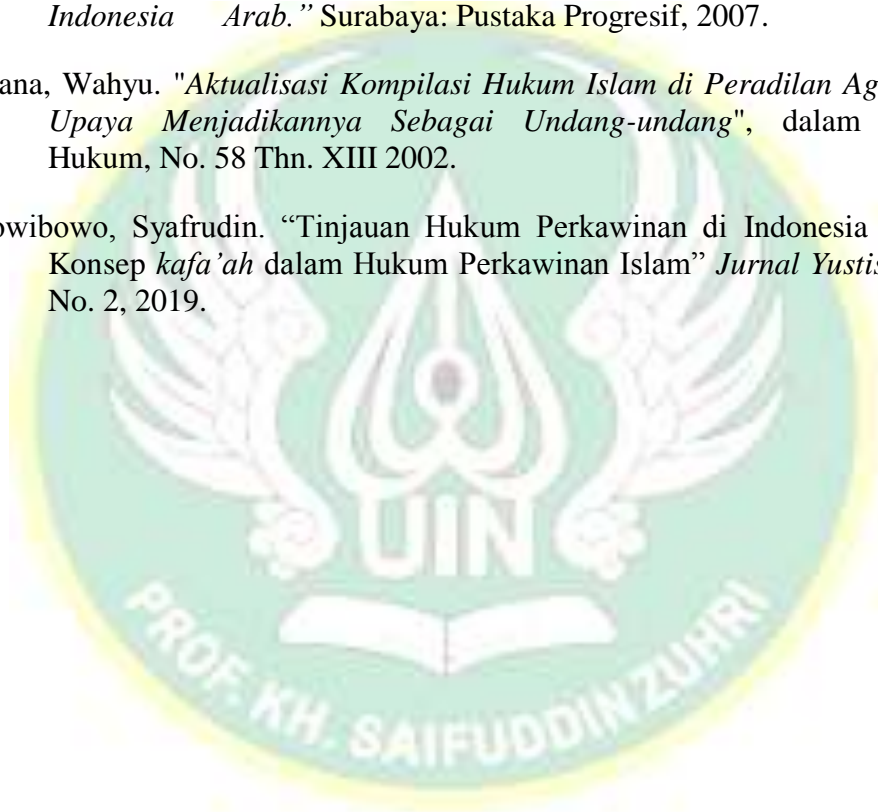 Indonesia Arab.” Surabaya: Pustaka Progresif, 2007.
ana, Wahyu. "Aktualisasi Kompilasi Hukum Islam di Peradilan Ag
Upaya Menjadikannya Sebagai Undang-undang", dalam
Hukum, No. 58 Thn. XIII 2002.
owibowo, Syafrudin. “Tinjauan Hukum Perkawinan di Indonesia
Konsep kafa’ah dalam Hukum Perkawinan Islam” Jurnal Yustis
No. 2, 2019.
UIN
PROF. KH. SAIFUDDIN ZUHRI